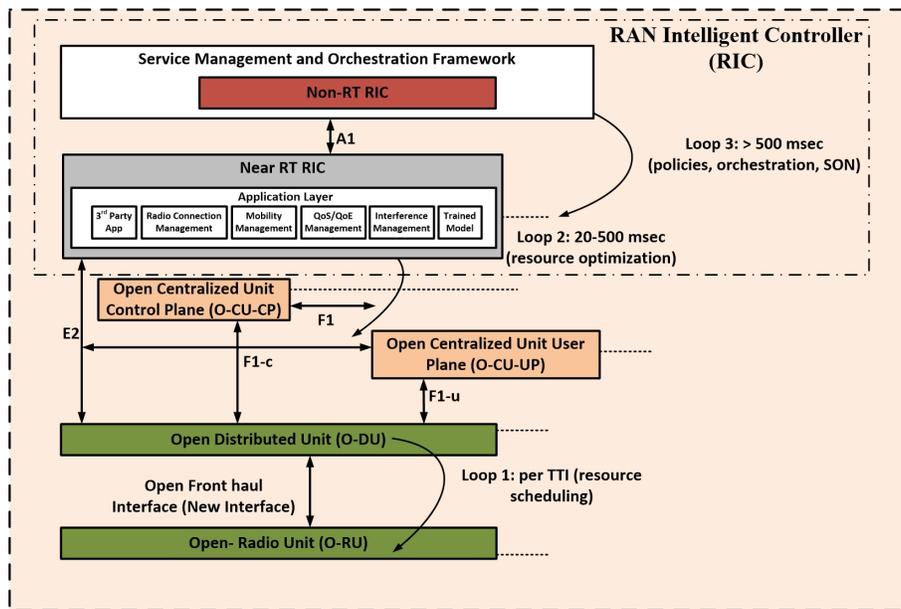 RAN Intelligent Controller
(RIC)
Service Management and Orchestration Framework
Non-RT RIC
A1
Loop 3: > 500 msec
(policies, orchestration, SON)
Near RT RIC
Application Layer
3rd Party
App
Radio Connection
Management
Mobility
Management
QoS/QoE
Management
Interference
Management
Trained
Model
Loop 2: 20-500 msec
(resource optimization)
Open Centralized Unit
Control Plane (O-CU-CP)
F1
E2
Open Centralized Unit User
Plane (O-CU-UP)
F1-c
F1-u
Open Distributed Unit (O-DU)
Loop 1: per TTI (resource
scheduling)
Open Front haul
Interface (New Interface)
Open- Radio Unit (O-RU)